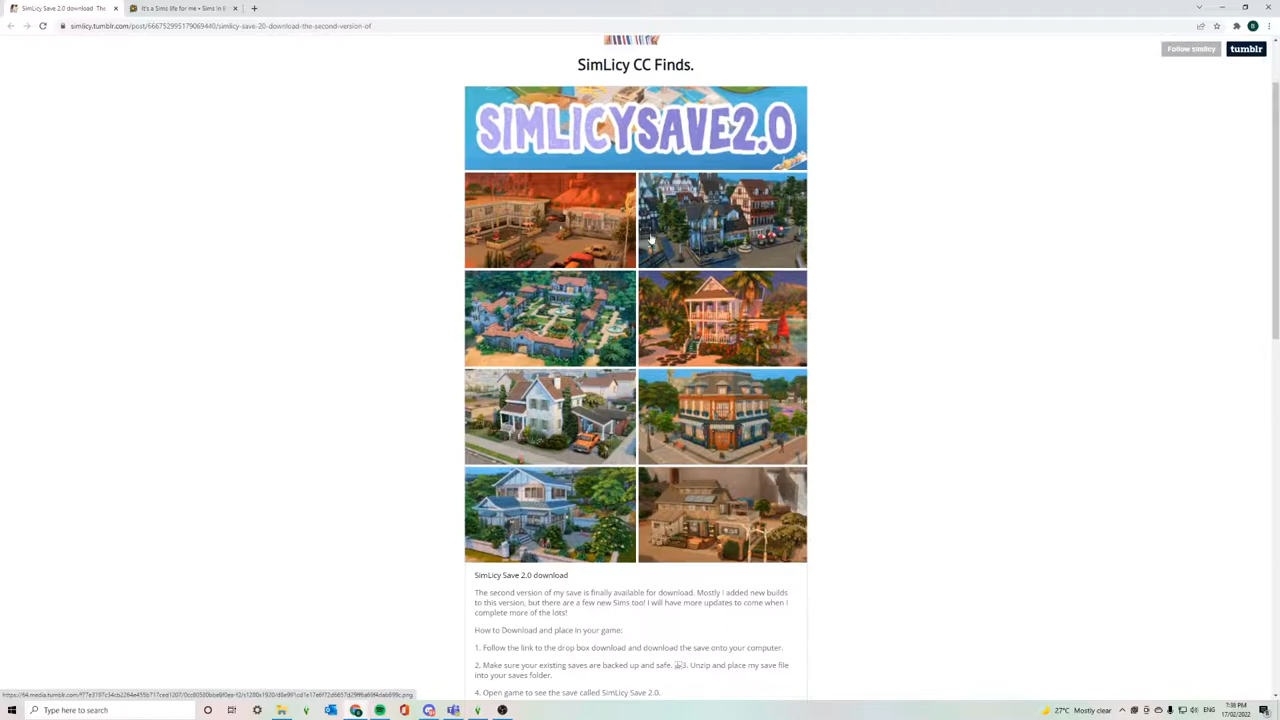 SimLicy Save 2.0 download The
It's a Sims life for me • Sims in B
simlicy.tumblr.com/post/666752995179069440/simlicy-save-20-download-the-second-version-of
Follow simlicy
tumblr
SimLicy CC Finds.
SIMLICYSAVE2.0
SimLicy Save 2.0 download
The second version of my save is finally available for download. Mostly I added new builds
to this version, but there are a few new Sims too! I will have more updates to come when I
complete more of the lots!
How to Download and place in your game:
1. Follow the link to the drop box download and download the save onto your computer.
2. Make sure your existing saves are backed up and safe. 3. Unzip and place my save file
into your saves folder.
4. Open game to see the save called SimLicy Save 2.0.
Type here to search
27°C Mostly clear
7:38 PM
17/02/2022